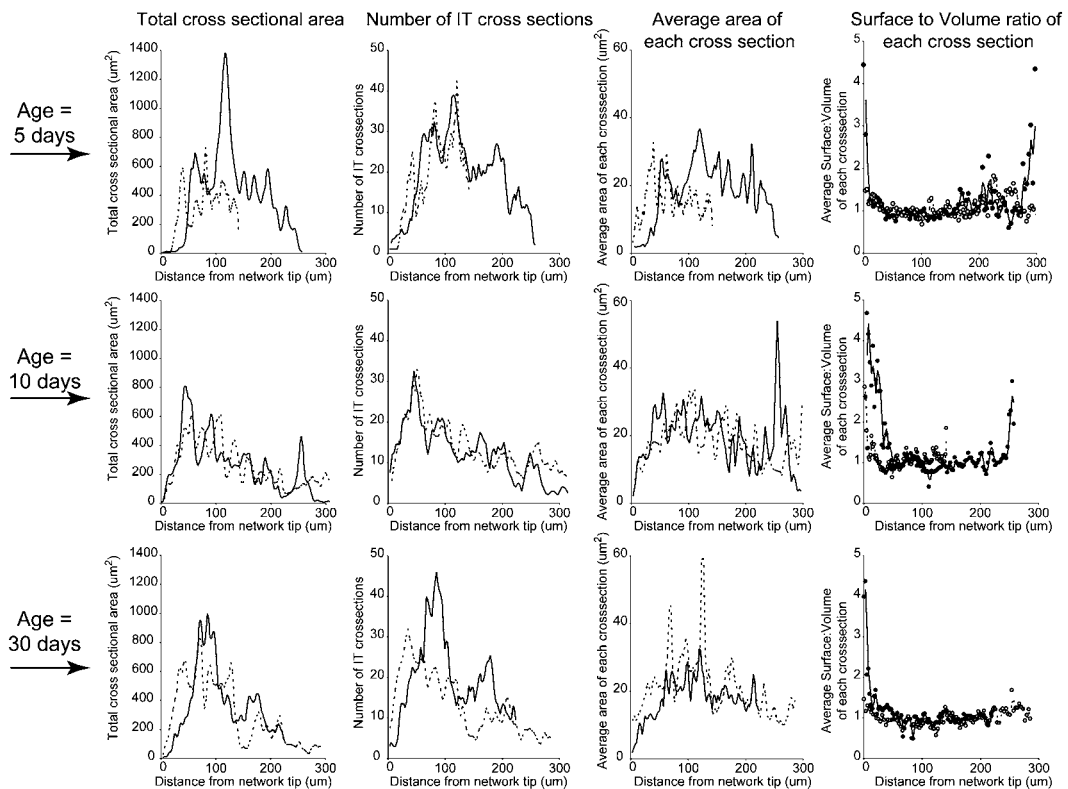 Total cross sectional area
Number of IT cross sections
Average area of
each cross section
Surface to Volume ratio of
each cross section
Age =
5 days
Total cross sectional area (um2)
1400
1200
1000
800
600
400
200
0
0 100 200 300
Distance from network tip (um)
Number of IT crossections
50
40
30
20
10
0
0 100 200 300
Distance from network tip (um)
Average area of each crosssection (um2)
60
40
20
0
0 100 200 300
Distance from network tip (um)
Average Surface:Volume
of each crosssection
5
4
3
2
1
0
0 100 200 300
Distance from network tip (um)
Age =
10 days
Total cross sectional area (um2)
1400
1200
1000
800
600
400
200
0
0 100 200 300
Distance from network tip (um)
Number of IT crossections
50
40
30
20
10
0
0 100 200 300
Distance from network tip (um)
Average area of each crosssection (um2)
60
40
20
0
0 100 200 300
Distance from network tip (um)
Average Surface:Volume
of each crosssection
5
4
3
2
1
0
0 100 200 300
Distance from network tip (um)
Age =
30 days
Total cross sectional area (um2)
1400
1200
1000
800
600
400
200
0
0 100 200 300
Distance from network tip (um)
Number of IT crossections
50
40
30
20
10
0
0 100 200 300
Distance from network tip (um)
Average area of each crosssection (um2)
60
40
20
0
0 100 200 300
Distance from network tip (um)
Average Surface:Volume
of each crosssection
5
4
3
2
1
0
0 100 200 300
Distance from network tip (um)